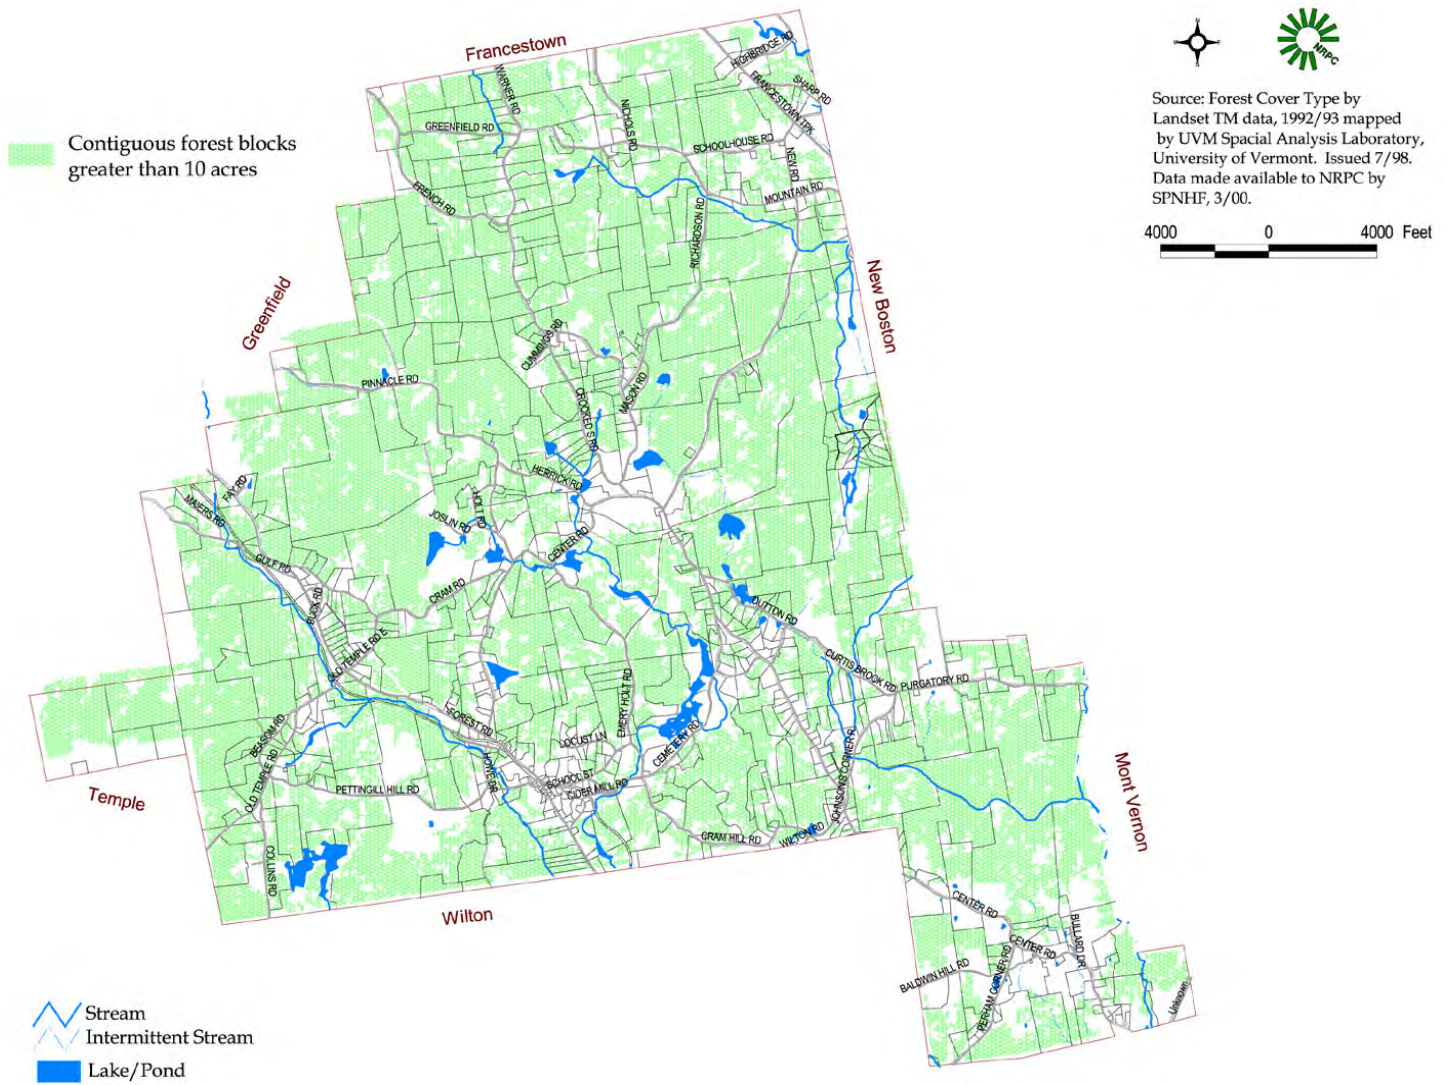 Francestown
HIGHBRIDGE RD
WARNER RD
SHARP RD
FRANCESTOWN TPK
NICHOLS RD
GREENFIELD RD
SCHOOLHOUSE RD
NEW RD
MOUNTAIN RD
FRENCH RD
RICHARDSON RD
NRPC
Source: Forest Cover Type by
Landset TM data, 1992/93 mapped
by UVM Spacial Analysis Laboratory,
University of Vermont. Issued 7/98.
Data made available to NRPC by
SPNHF, 3/00.
4000 0 4000 Feet
Contiguous forest blocks
greater than 10 acres
Greenfield
New Boston
CUMMINGS RD
PINNACLE RD
MASON RD
CROOKED S RD
HERRICK RD
FAY RD
MAIERS RD
HOLT RD
JOSLIN RD
CENTER RD
GULF RD
CRAM RD
BUCK RD
DUTTON RD
OLD TEMPLE RD E
CURTIS BROOK RD
PURGATORY RD
EMERY HOLT RD
FOREST RD
BEASOM RD
LOCUST LN
CEMETERY RD
HOWE DR
OLD TEMPLE RD
SCHOOL ST
CIDER MILL RD
PETTINGILL HILL RD
JOHNSONS CORNER R
Temple
Mont Vernon
CRAM HILL RD
WILTON RD
COLLINS RD
Wilton
CENTER RD
BULLARD DR
CENTER RD
BALDWIN HILL RD
PERHAM CORNER RD
Unknown
Stream
Intermittent Stream
Lake/Pond